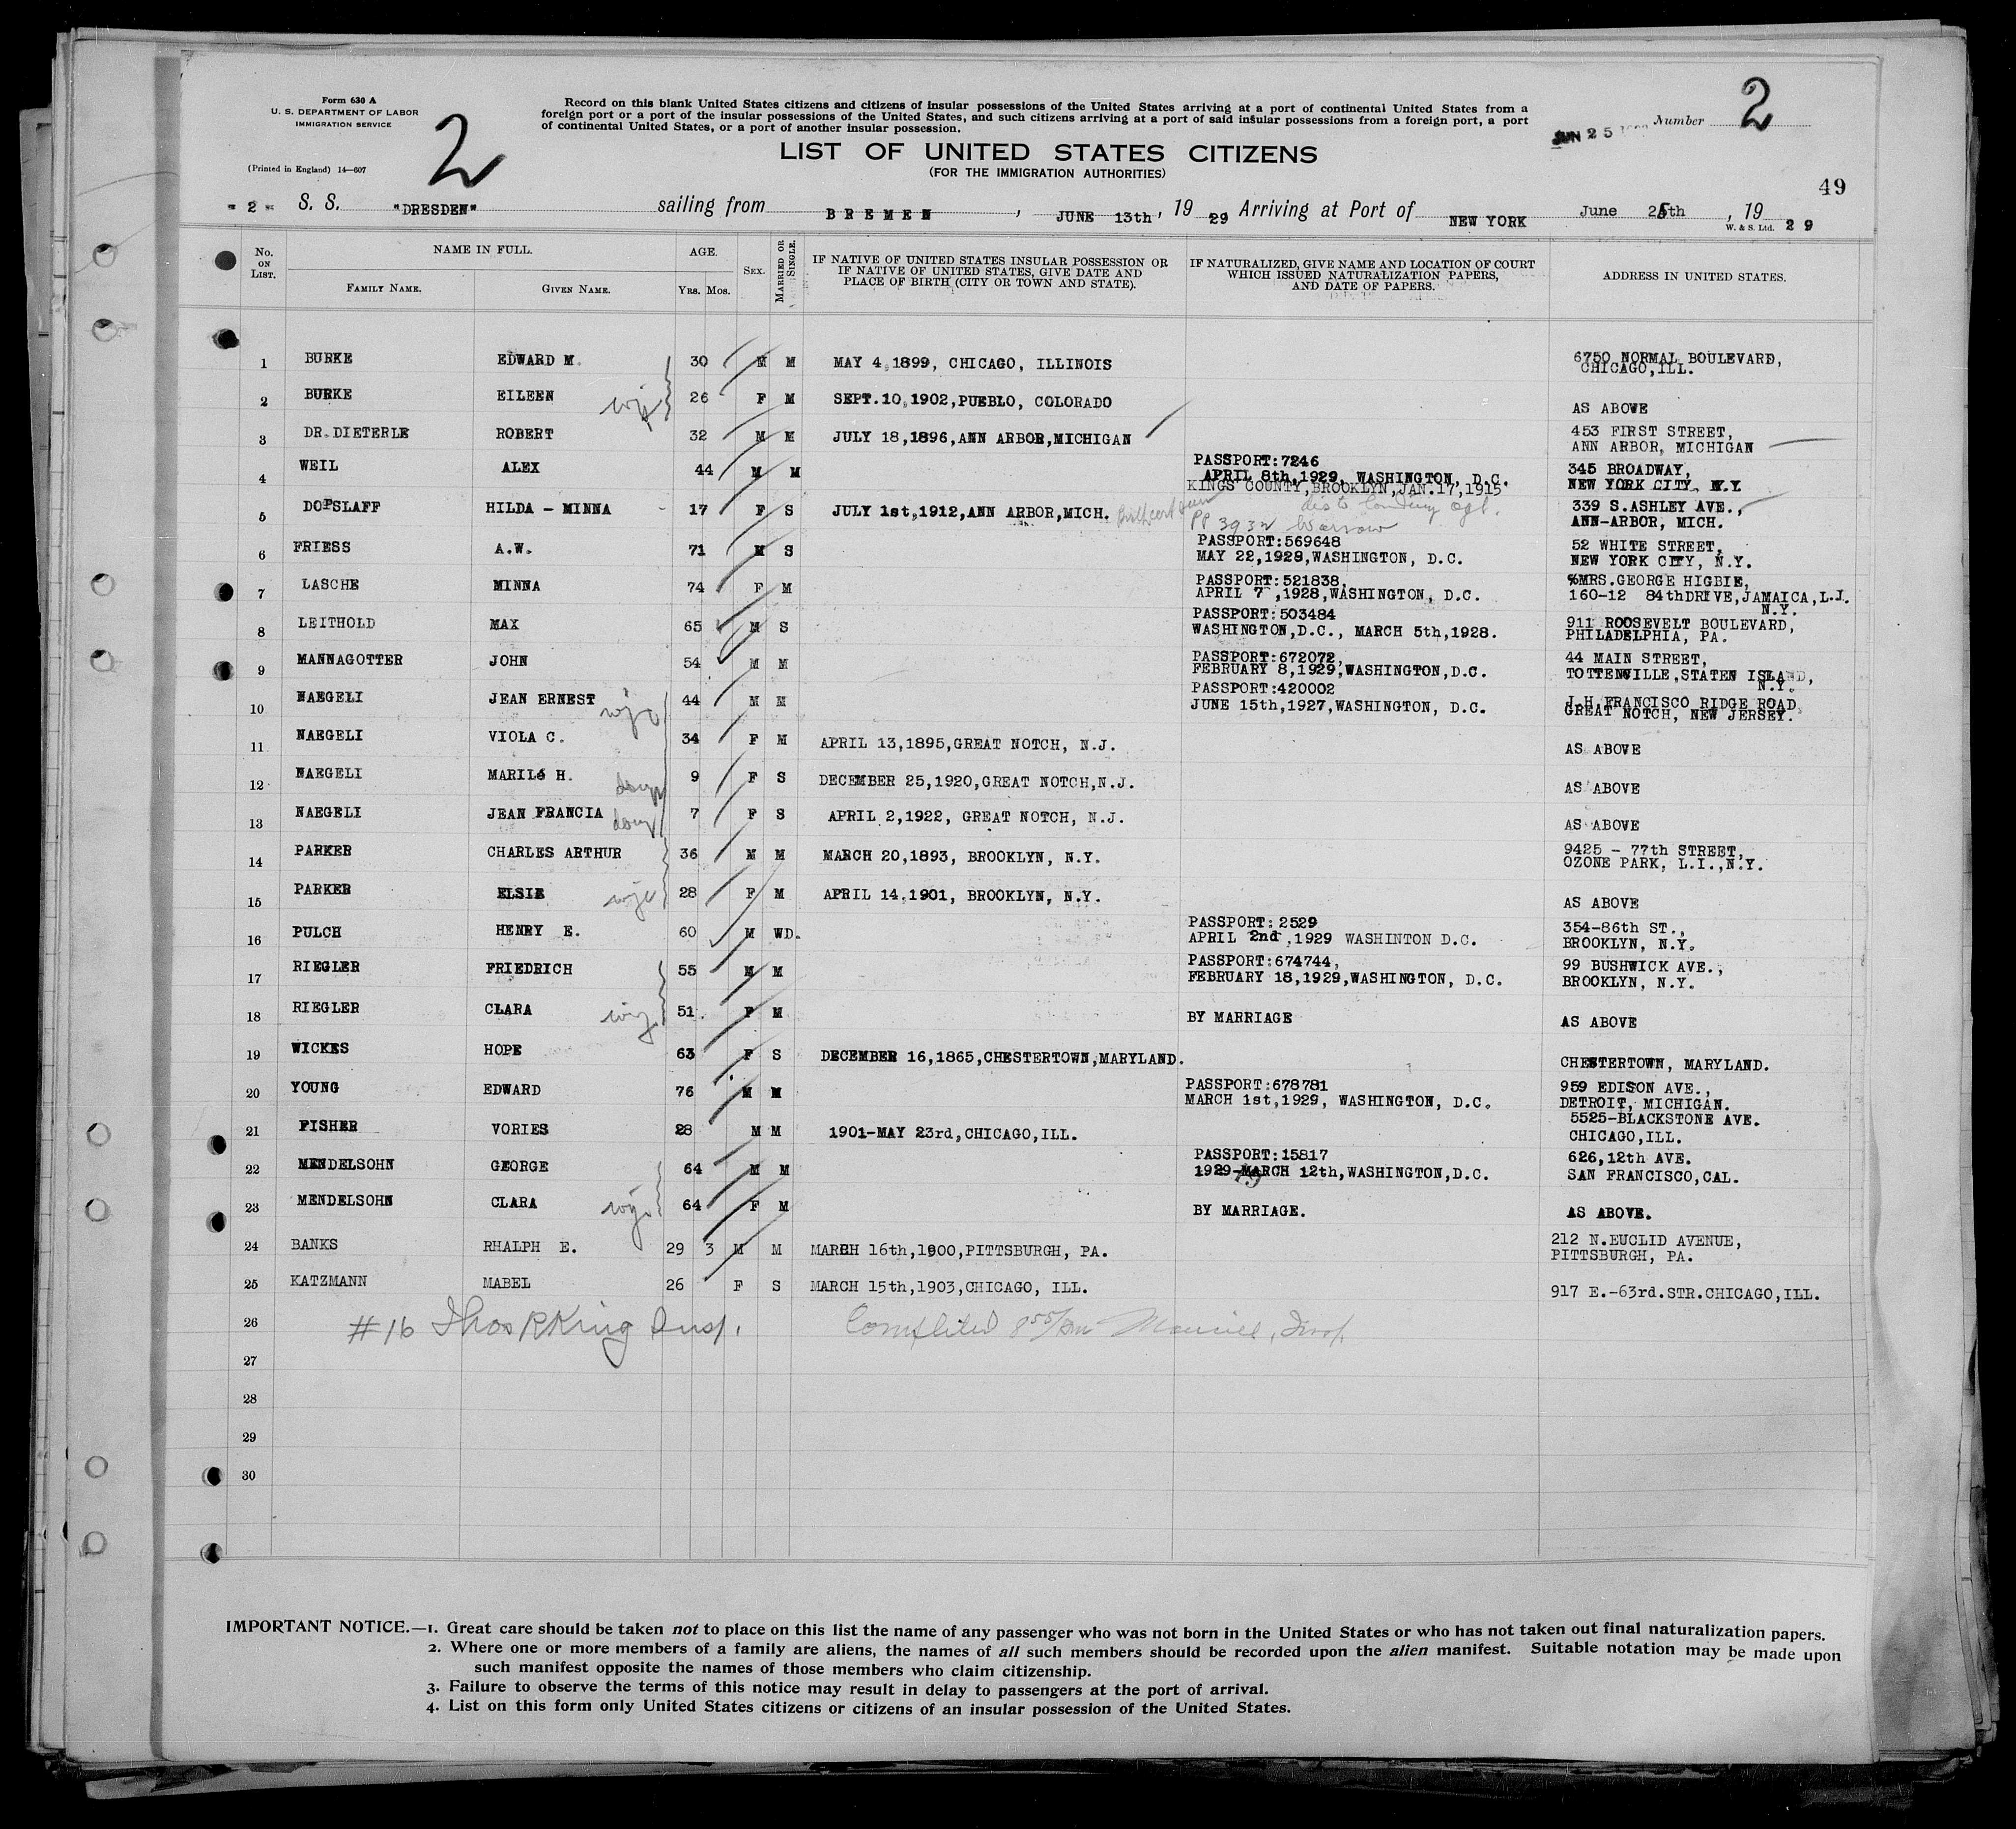 Form 630 A
U. S. DEPARTMENT OF LABOR
IMMIGRATION SERVICE
(Printed in England) 14—607
2
Record on this blank United States citizens and citizens of insular possessions of the United States arriving at a port of continental United States from a
foreign port or a port of the insular possessions of the United States, and such citizens arriving at a port of said insular possessions from a foreign port, a port
of continental United States, or a port of another insular possession.
JUN 25
Number 2
LIST OF UNITED STATES CITIZENS
(FOR THE IMMIGRATION AUTHORITIES)
49
- 2 - S. S. "DRESDEN" sailing from BREMEN, JUNE 13th, 19 29 Arriving at Port of NEW YORK June 25th, 19 29
W. & S. Ltd.
No. ON LIST.
NAME IN FULL.
FAMILY NAME. GIVEN NAME.
AGE.
YRS. MOS.
SEX.
MARRIED OR SINGLE.
IF NATIVE OF UNITED STATES INSULAR POSSESSION OR
IF NATIVE OF UNITED STATES, GIVE DATE AND
PLACE OF BIRTH (CITY OR TOWN AND STATE).
IF NATURALIZED, GIVE NAME AND LOCATION OF COURT
WHICH ISSUED NATURALIZATION PAPERS,
AND DATE OF PAPERS.
ADDRESS IN UNITED STATES.
1 BURKE EDWARD M. 30 M M MAY 4,1899, CHICAGO, ILLINOIS 6750 NORMAL BOULEVARD,
CHICAGO,ILL.
2 BURKE EILEEN wife 26 F M SEPT.10,1902,PUEBLO, COLORADO AS ABOVE
3 DR.DIETERLE ROBERT 32 M M JULY 18,1896,ANN ARBOR,MICHIGAN 453 FIRST STREET,
ANN ARBOR, MICHIGAN
4 WEIL ALEX 44 M M PASSPORT:7246 345 BROADWAY,
APRIL 8th,1929, WASHINGTON, D.C. NEW YORK CITY, N.Y.
KINGS COUNTY,BROOKLYN,JAN.17,1915
5 DOPSLAFF HILDA - MINNA - 17 F S JULY 1st,1912,ANN ARBOR,MICH. Birth cert seen 339 S.ASHLEY AVE.,
PP 3932 Warsaw ANN-ARBOR, MICH.
6 FRIESS A.W. 71 M S PASSPORT:569648 52 WHITE STREET,
MAY 22,1928,WASHINGTON, D.C. NEW YORK CITY, N.Y.
7 LASCHE MINNA 74 F M PASSPORT:521838, %MRS.GEORGE HIGBIE,
APRIL 7 ,1928,WASHINGTON, D.C. 160-12 84thDRIVE,JAMAICA,L.I.
N.Y.
8 LEITHOLD MAX 65 M S PASSPORT:503484 911 ROOSEVELT BOULEVARD,
WASHINGTON,D.C., MARCH 5th,1928. PHILADELPHIA, PA.
9 MANNAGOTTER JOHN 54 M M PASSPORT:672072, 44 MAIN STREET,
FEBRUARY 8,1929,WASHINGTON,D.C. TOTTENVILLE,STATEN ISLAND,
N.Y.
10 NAEGELI JEAN ERNEST 44 M M PASSPORT:420002 J.H.FRANCISCO RIDGE ROAD
JUNE 15th,1927,WASHINGTON, D.C. GREAT NOTCH, NEW JERSEY.
11 NAEGELI VIOLA C. wife 34 F M APRIL 13,1895,GREAT NOTCH, N.J. AS ABOVE
12 NAEGELI MARILé H. daug 9 F S DECEMBER 25,1920,GREAT NOTCH,N.J. AS ABOVE
13 NAEGELI JEAN FRANCIA daug 7 F S APRIL 2,1922, GREAT NOTCH, N.J. AS ABOVE
14 PARKER CHARLES ARTHUR 36 M M MARCH 20,1893, BROOKLYN, N.Y. 9425 - 77th STREET,
OZONE PARK, L.I.,N.Y.
15 PARKER ELSIE wife 28 F M APRIL 14,1901, BROOKLYN, N.Y. AS ABOVE
16 PULCH HENRY E. 60 M WD. PASSPORT: 2529 354-86th ST.,
APRIL 2nd,1929 WASHINTON D.C. BROOKLYN, N.Y.
17 RIEGLER FRIEDRICH 55 M M PASSPORT:674744, 99 BUSHWICK AVE.,
FEBRUARY 18,1929,WASHINGTON, D.C. BROOKLYN, N.Y.
18 RIEGLER CLARA wife 51. F M BY MARRIAGE AS ABOVE
19 WICKES HOPE 63 F S DECEMBER 16,1865,CHESTERTOWN,MARYLAND. CHESTERTOWN, MARYLAND.
20 YOUNG EDWARD 76 M M PASSPORT:678781 959 EDISON AVE.,
MARCH 1st,1929, WASHINGTON, D.C. DETROIT, MICHIGAN.
21 FISHER VORIES 28 M M 1901-MAY 23rd,CHICAGO,ILL. 5525-BLACKSTONE AVE.
CHICAGO,ILL.
22 MENDELSOHN GEORGE 64 M M PASSPORT:15817 626,12th AVE.
1929-MARCH 12th,WASHINGTON,D.C. SAN FRANCISCO,CAL.
23 MENDELSOHN CLARA wife 64 F M BY MARRIAGE. AS ABOVE.
24 BANKS RHALPH E. 29 3 M M MARCH 16th,1900,PITTSBURGH, PA. 212 N.EUCLID AVENUE,
PITTSBURGH, PA.
25 KATZMANN MABEL 26 F S MARCH 15th,1903,CHICAGO, ILL. 917 E.-63rd.STR.CHICAGO,ILL.
26 #16 Thos R King Insp. Completed 8 55/
27
28
29
30
IMPORTANT NOTICE.—1. Great care should be taken not to place on this list the name of any passenger who was not born in the United States or who has not taken out final naturalization papers.
2. Where one or more members of a family are aliens, the names of all such members should be recorded upon the alien manifest. Suitable notation may be made upon
such manifest opposite the names of those members who claim citizenship.
3. Failure to observe the terms of this notice may result in delay to passengers at the port of arrival.
4. List on this form only United States citizens or citizens of an insular possession of the United States.